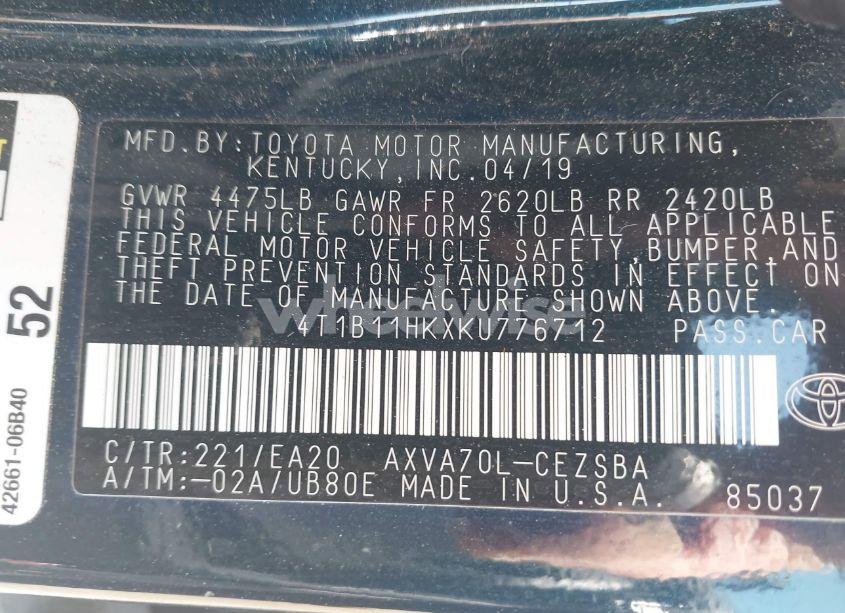 MFD.BY:TOYOTA MOTOR MANUFACTURING,
KENTUCKY,INC.04/19
GVWR 4475LB GAWR FR 2620LB RR 2420LB
THIS VEHICLE CONFORMS TO ALL APPLICABLE
FEDERAL MOTOR VEHICLE SAFETY,BUMPER,AND
THEFT PREVENTION STANDARDS IN EFFECT ON
THE DATE OF MANUFACTURE SHOWN ABOVE.
wheelwise
4T1B11HKXKU776712 PASS.CAR
C/TR:221/EA20 AXVA70L-CEZSBA
A/TM:-02A/UB80E MADE IN U.S.A. 85037
52
42661-06B40